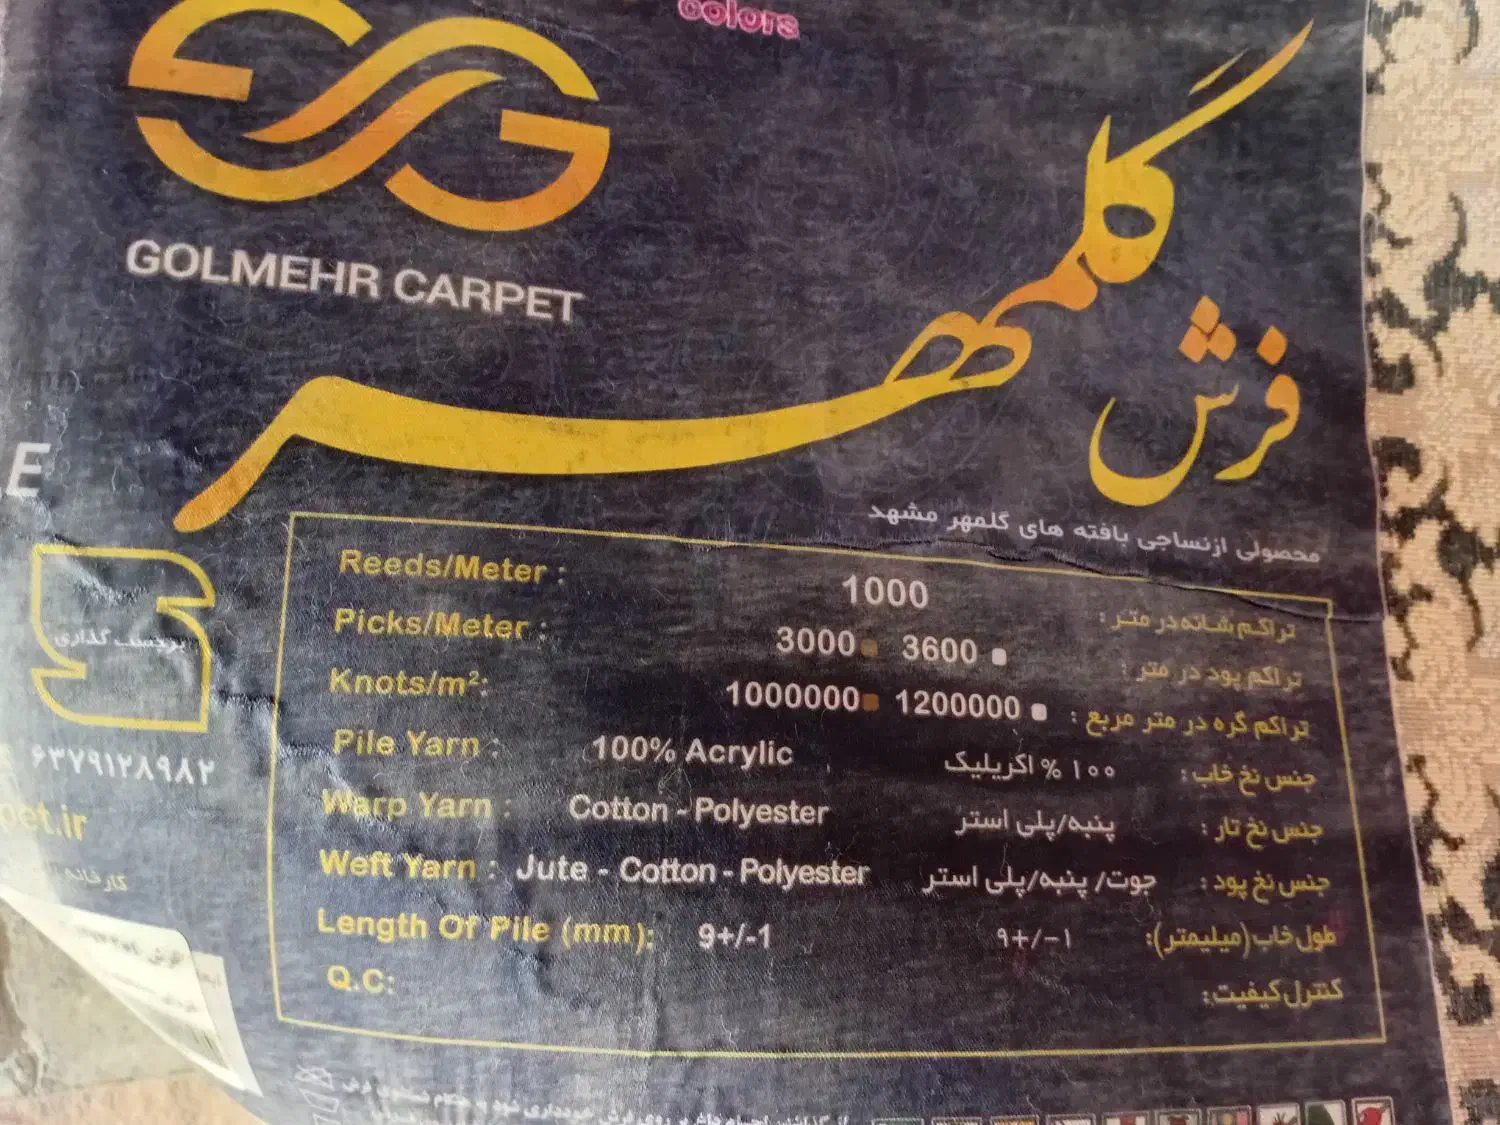 colors
GOLMEHR CARPET
فرش گلمهر
محصولی ازنساجی بافته های گلمهر مشهد
E
Reeds/Meter : 1000 تراکم شانه در متر :
Picks/Meter : 3000 3600 تراکم پود در متر :
Knots/m²: 1000000 1200000 تراکم گره در متر مربع :
Pile Yarn : 100% Acrylic ۱۰۰ % اکریلیک جنس نخ خاب :
Warp Yarn : Cotton - Polyester پنبه/پلی استر جنس نخ تار :
Weft Yarn : Jute - Cotton - Polyester جوت/ پنبه/پلی استر جنس نخ پود :
Length Of Pile (mm): 9+/-1 ۹+/-۱ طول خاب(میلیمتر):
Q.C: کنترل کیفیت:
برچسب گذاری
۶۳۷۹۱۲۸۹۸۲
pet.ir
کارخانه